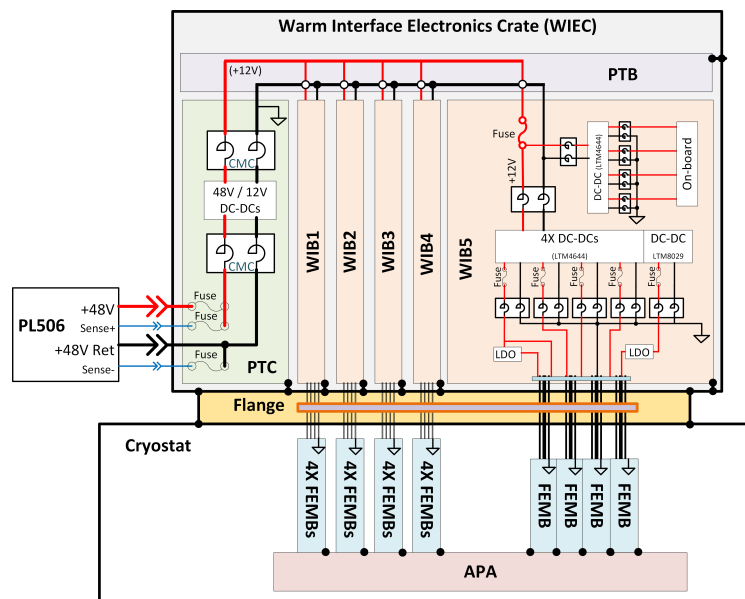 Warm Interface Electronics Crate (WIEC)
(+12V)
PTB
CMC
48V / 12V
DC-DCs
CMC
Fuse
Fuse
PTC
PL506
+48V
Sense+
+48V Ret
Sense-
WIB1
WIB2
WIB3
WIB4
WIB5
Fuse
+12V
DC-DC (LTM4644)
On-board
4X DC-DCs
(LTM4644)
DC-DC
LTM8029
Fuse
Fuse
Fuse
Fuse
Fuse
LDO
LDO
Flange
Cryostat
4X FEMBs
4X FEMBs
4X FEMBs
4X FEMBs
FEMB
FEMB
FEMB
FEMB
APA